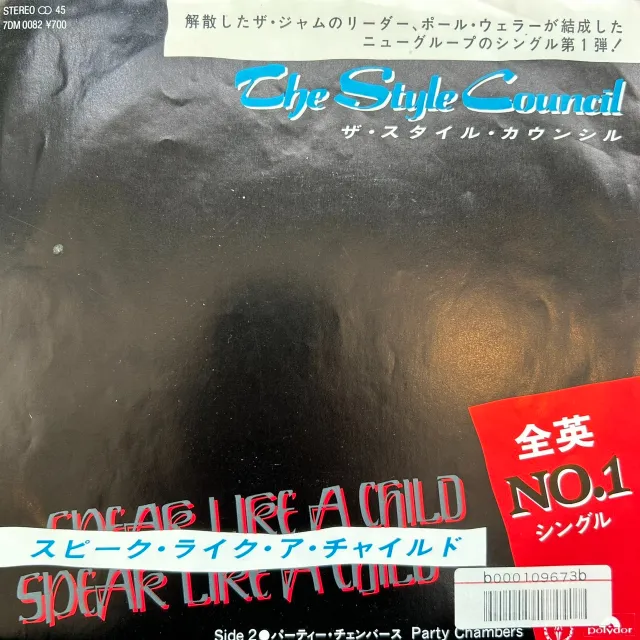 STEREO ○○ 45
7DM 0082 ¥700
解散したザ・ジャムのリーダー、ポール・ウェラーが結成した
ニューグループのシングル第1弾!
The Style Council
ザ・スタイル・カウンシル
全英
NO.1
シングル
SPEAK LIKE A CHILD
スピーク・ライク・ア・チャイルド
SPEAK LIKE A CHILD
b000109673b
Side 2●パーティー・チェンバース Party Chambers
polydor